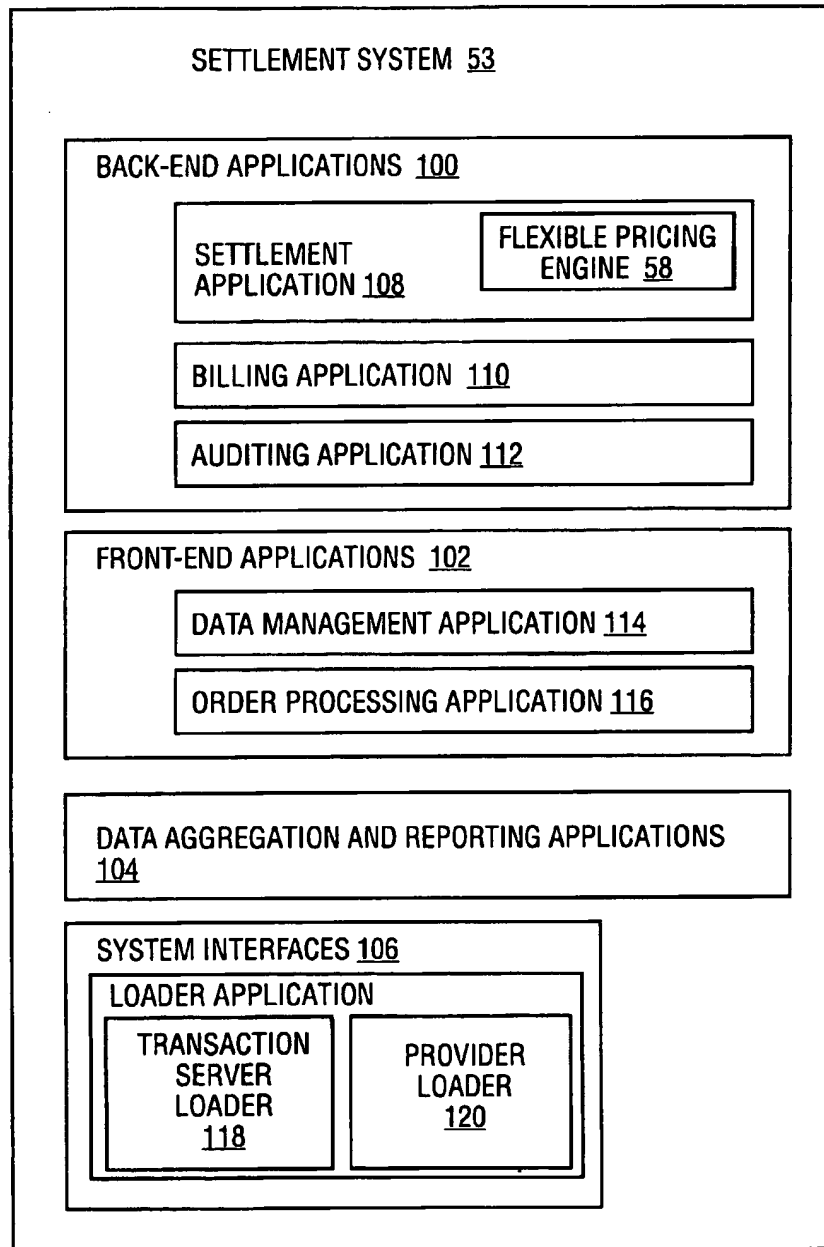 SETTLEMENT SYSTEM 53
BACK-END APPLICATIONS 100
SETTLEMENT
APPLICATION 108
FLEXIBLE PRICING
ENGINE 58
BILLING APPLICATION 110
AUDITING APPLICATION 112
FRONT-END APPLICATIONS 102
DATA MANAGEMENT APPLICATION 114
ORDER PROCESSING APPLICATION 116
DATA AGGREGATION AND REPORTING APPLICATIONS
104
SYSTEM INTERFACES 106
LOADER APPLICATION
TRANSACTION
SERVER
LOADER
118
PROVIDER
LOADER
120